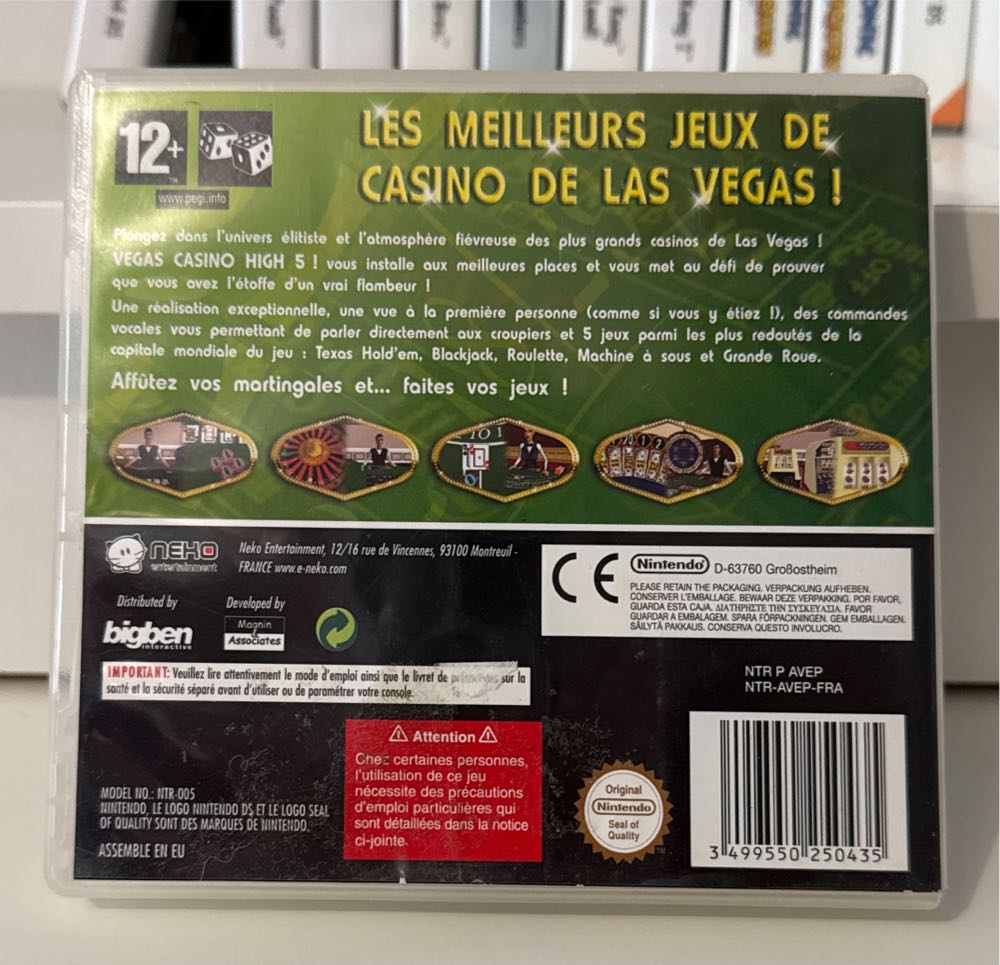 12+
www.pegi.info
LES MEILLEURS JEUX DE
CASINO DE LAS VEGAS !
Plongez dans l'univers élitiste et l'atmosphère fiévreuse des plus grands casinos de Las Vegas !
VEGAS CASINO HIGH 5 ! vous installe aux meilleures places et vous met au défi de prouver
que vous avez l'étoffe d'un vrai flambeur !
Une réalisation exceptionnelle, une vue à la première personne (comme si vous y étiez !), des commandes
vocales vous permettant de parler directement aux croupiers et 5 jeux parmi les plus redoutés de la
capitale mondiale du jeu : Texas Hold'em, Blackjack, Roulette, Machine à sous et Grande Roue.
Affûtez vos martingales et... faites vos jeux !
NEKO
entertainment
Neko Entertainment, 12/16 rue de Vincennes, 93100 Montreuil -
FRANCE www.e-neko.com
Distributed by
bigben
interactive
Developed by
Magnin
&
Associates
CE
Nintendo D-63760 Großostheim
PLEASE RETAIN THE PACKAGING. VERPACKUNG AUFHEBEN.
CONSERVER L'EMBALLAGE. BEWAAR DEZE VERPAKKING. POR FAVOR,
GUARDA ESTA CAJA. ΔΙΑΤΗΡΗΣΤΕ ΤΗΝ ΣΥΣΚΕΥΑΣΙΑ. FAVOR
GUARDAR A EMBALAGEM. SPARA FÖRPACKNINGEN. GEM EMBALLAGEN.
SÄILYTÄ PAKKAUS. CONSERVA QUESTO INVOLUCRO.
IMPORTANT: Veuillez lire attentivement le mode d'emploi ainsi que le livret de sur la
santé et la sécurité séparé avant d'utiliser ou de paramétrer votre console.
NTR P AVEP
NTR-AVEP-FRA
Attention
Chez certaines personnes,
l'utilisation de ce jeu
nécessite des précautions
d'emploi particulières qui
sont détaillées dans la notice
ci-jointe.
MODEL NO.: NTR-005
NINTENDO, LE LOGO NINTENDO DS ET LE LOGO SEAL
OF QUALITY SONT DES MARQUES DE NINTENDO.
ASSEMBLE EN EU
Original
Nintendo
Seal of
Quality
TM
3 499550 250435